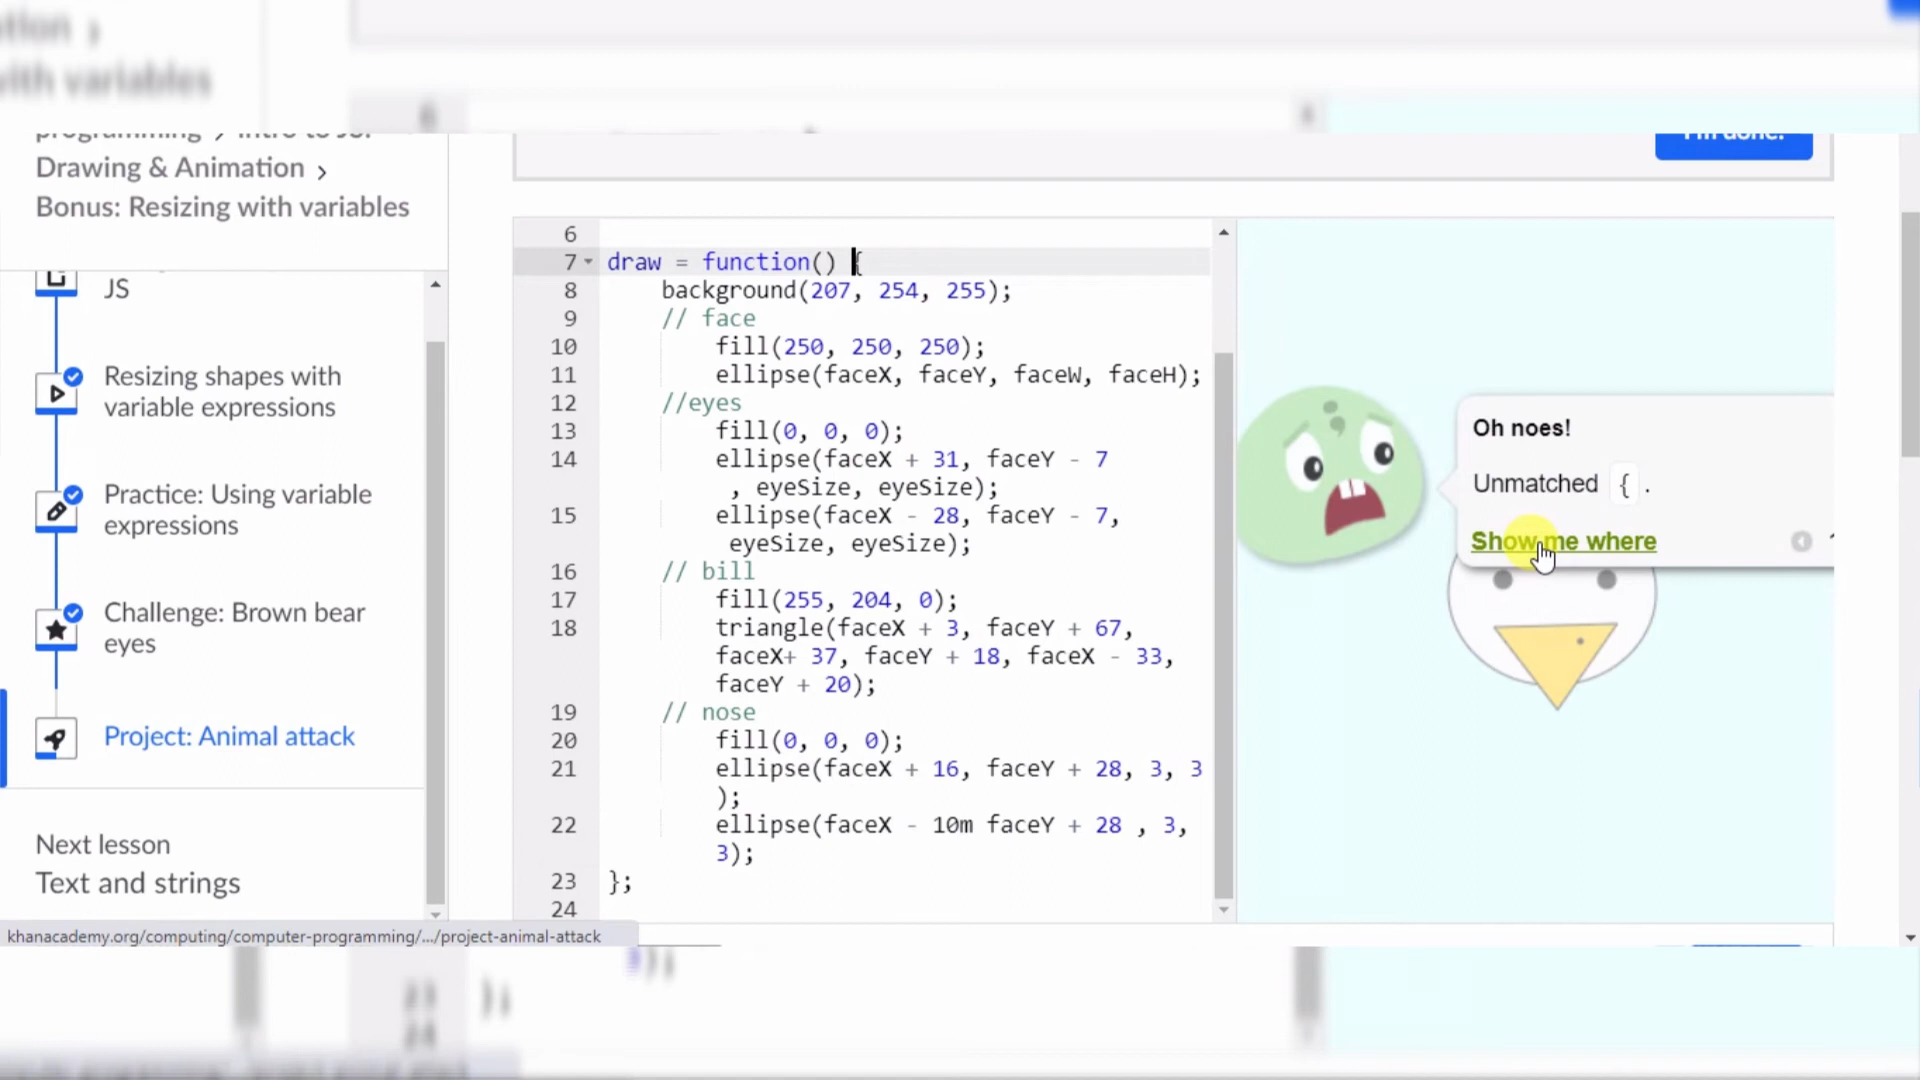 with variables
programming > Intro to JS:
Drawing & Animation >
Bonus: Resizing with variables
I'm done!
JS
Resizing shapes with
variable expressions
Practice: Using variable
expressions
Challenge: Brown bear
eyes
Project: Animal attack
Next lesson
Text and strings
khanacademy.org/computing/computer-programming/.../project-animal-attack
6
7 draw = function() {
8 background(207, 254, 255);
9 // face
10 fill(250, 250, 250);
11 ellipse(faceX, faceY, faceW, faceH);
12 //eyes
13 fill(0, 0, 0);
14 ellipse(faceX + 31, faceY - 7
, eyeSize, eyeSize);
15 ellipse(faceX - 28, faceY - 7,
eyeSize, eyeSize);
16 // bill
17 fill(255, 204, 0);
18 triangle(faceX + 3, faceY + 67,
faceX+ 37, faceY + 18, faceX - 33,
faceY + 20);
19 // nose
20 fill(0, 0, 0);
21 ellipse(faceX + 16, faceY + 28, 3, 3
);
22 ellipse(faceX - 10m faceY + 28 , 3,
3);
23 };
24
Oh noes!
Unmatched { .
Show me where